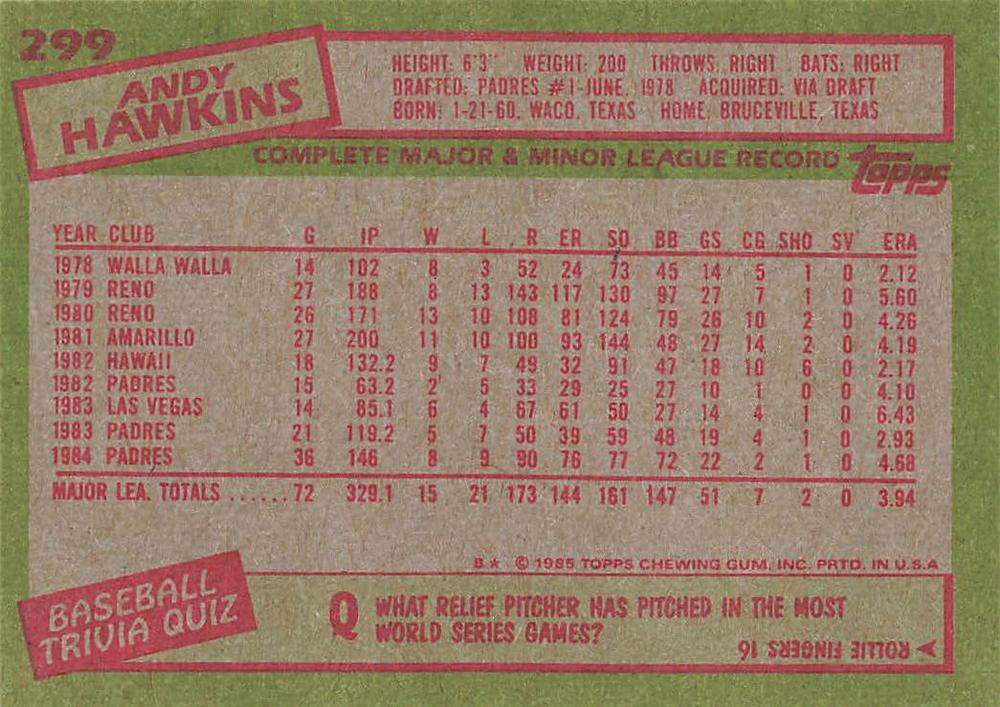 299
ANDY
HAWKINS
HEIGHT: 6'3" WEIGHT: 200 THROWS: RIGHT BATS: RIGHT
DRAFTED: PADRES #1-JUNE, 1978 ACQUIRED: VIA DRAFT
BORN: 1-21-60, WACO, TEXAS HOME: BRUCEVILLE, TEXAS
COMPLETE MAJOR & MINOR LEAGUE RECORD
topps
YEAR CLUB G IP W L R ER SO BB GS CG SHO SV ERA
1978 WALLA WALLA 14 102 8 3 52 24 73 45 14 5 1 0 2.12
1979 RENO 27 188 8 13 143 117 130 97 27 7 1 0 5.60
1980 RENO 26 171 13 10 108 81 124 79 26 10 2 0 4.26
1981 AMARILLO 27 200 11 10 100 93 144 48 27 14 2 0 4.19
1982 HAWAII 18 132.2 9 7 49 32 91 47 18 10 6 0 2.17
1982 PADRES 15 63.2 2 5 33 29 25 27 10 1 0 0 4.10
1983 LAS VEGAS 14 85.1 6 4 67 61 50 27 14 4 1 0 6.43
1983 PADRES 21 119.2 5 7 50 39 59 48 19 4 1 0 2.93
1984 PADRES 36 146 8 9 90 76 77 72 22 2 1 0 4.68
MAJOR LEA. TOTALS ......72 329.1 15 21 173 144 161 147 51 7 2 0 3.94
B★ © 1985 TOPPS CHEWING GUM, INC. PRTD. IN U.S.A
BASEBALL
TRIVIA QUIZ
Q WHAT RELIEF PITCHER HAS PITCHED IN THE MOST
WORLD SERIES GAMES?
ROLLIE FINGERS 16